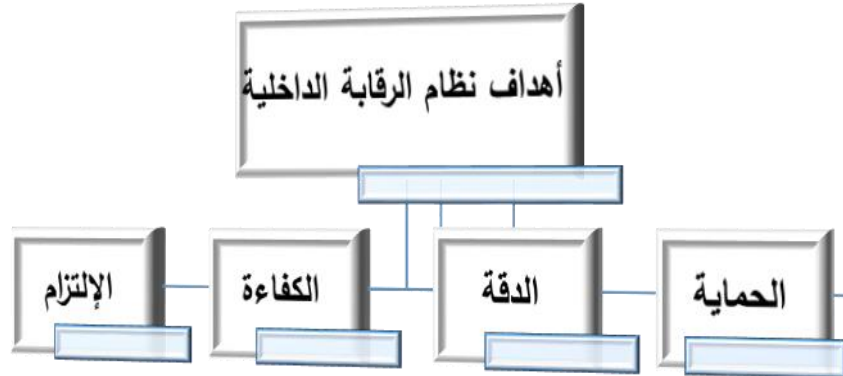 أهداف نظام الرقابة الداخلية
الحماية
الدقة
الكفاءة
الإلتزام